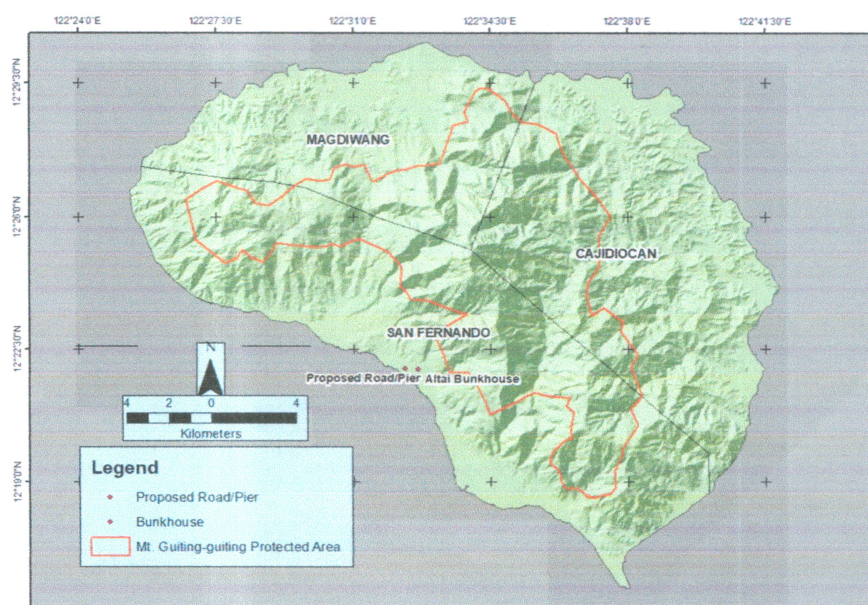 122°24'0"E 122°27'30"E 122°31'0"E 122°34'30"E 122°38'0"E 122°41'30"E
12°29'30"N
MAGDIWANG
12°26'0"N
CAJIDIOCAN
SAN FERNANDO
12°22'30"N
Proposed Road/Pier Altai Bunkhouse
N
4 2 0 4
Kilometers
Legend
12°19'0"N
Proposed Road/Pier
Bunkhouse
Mt. Guiting-guiting Protected Area